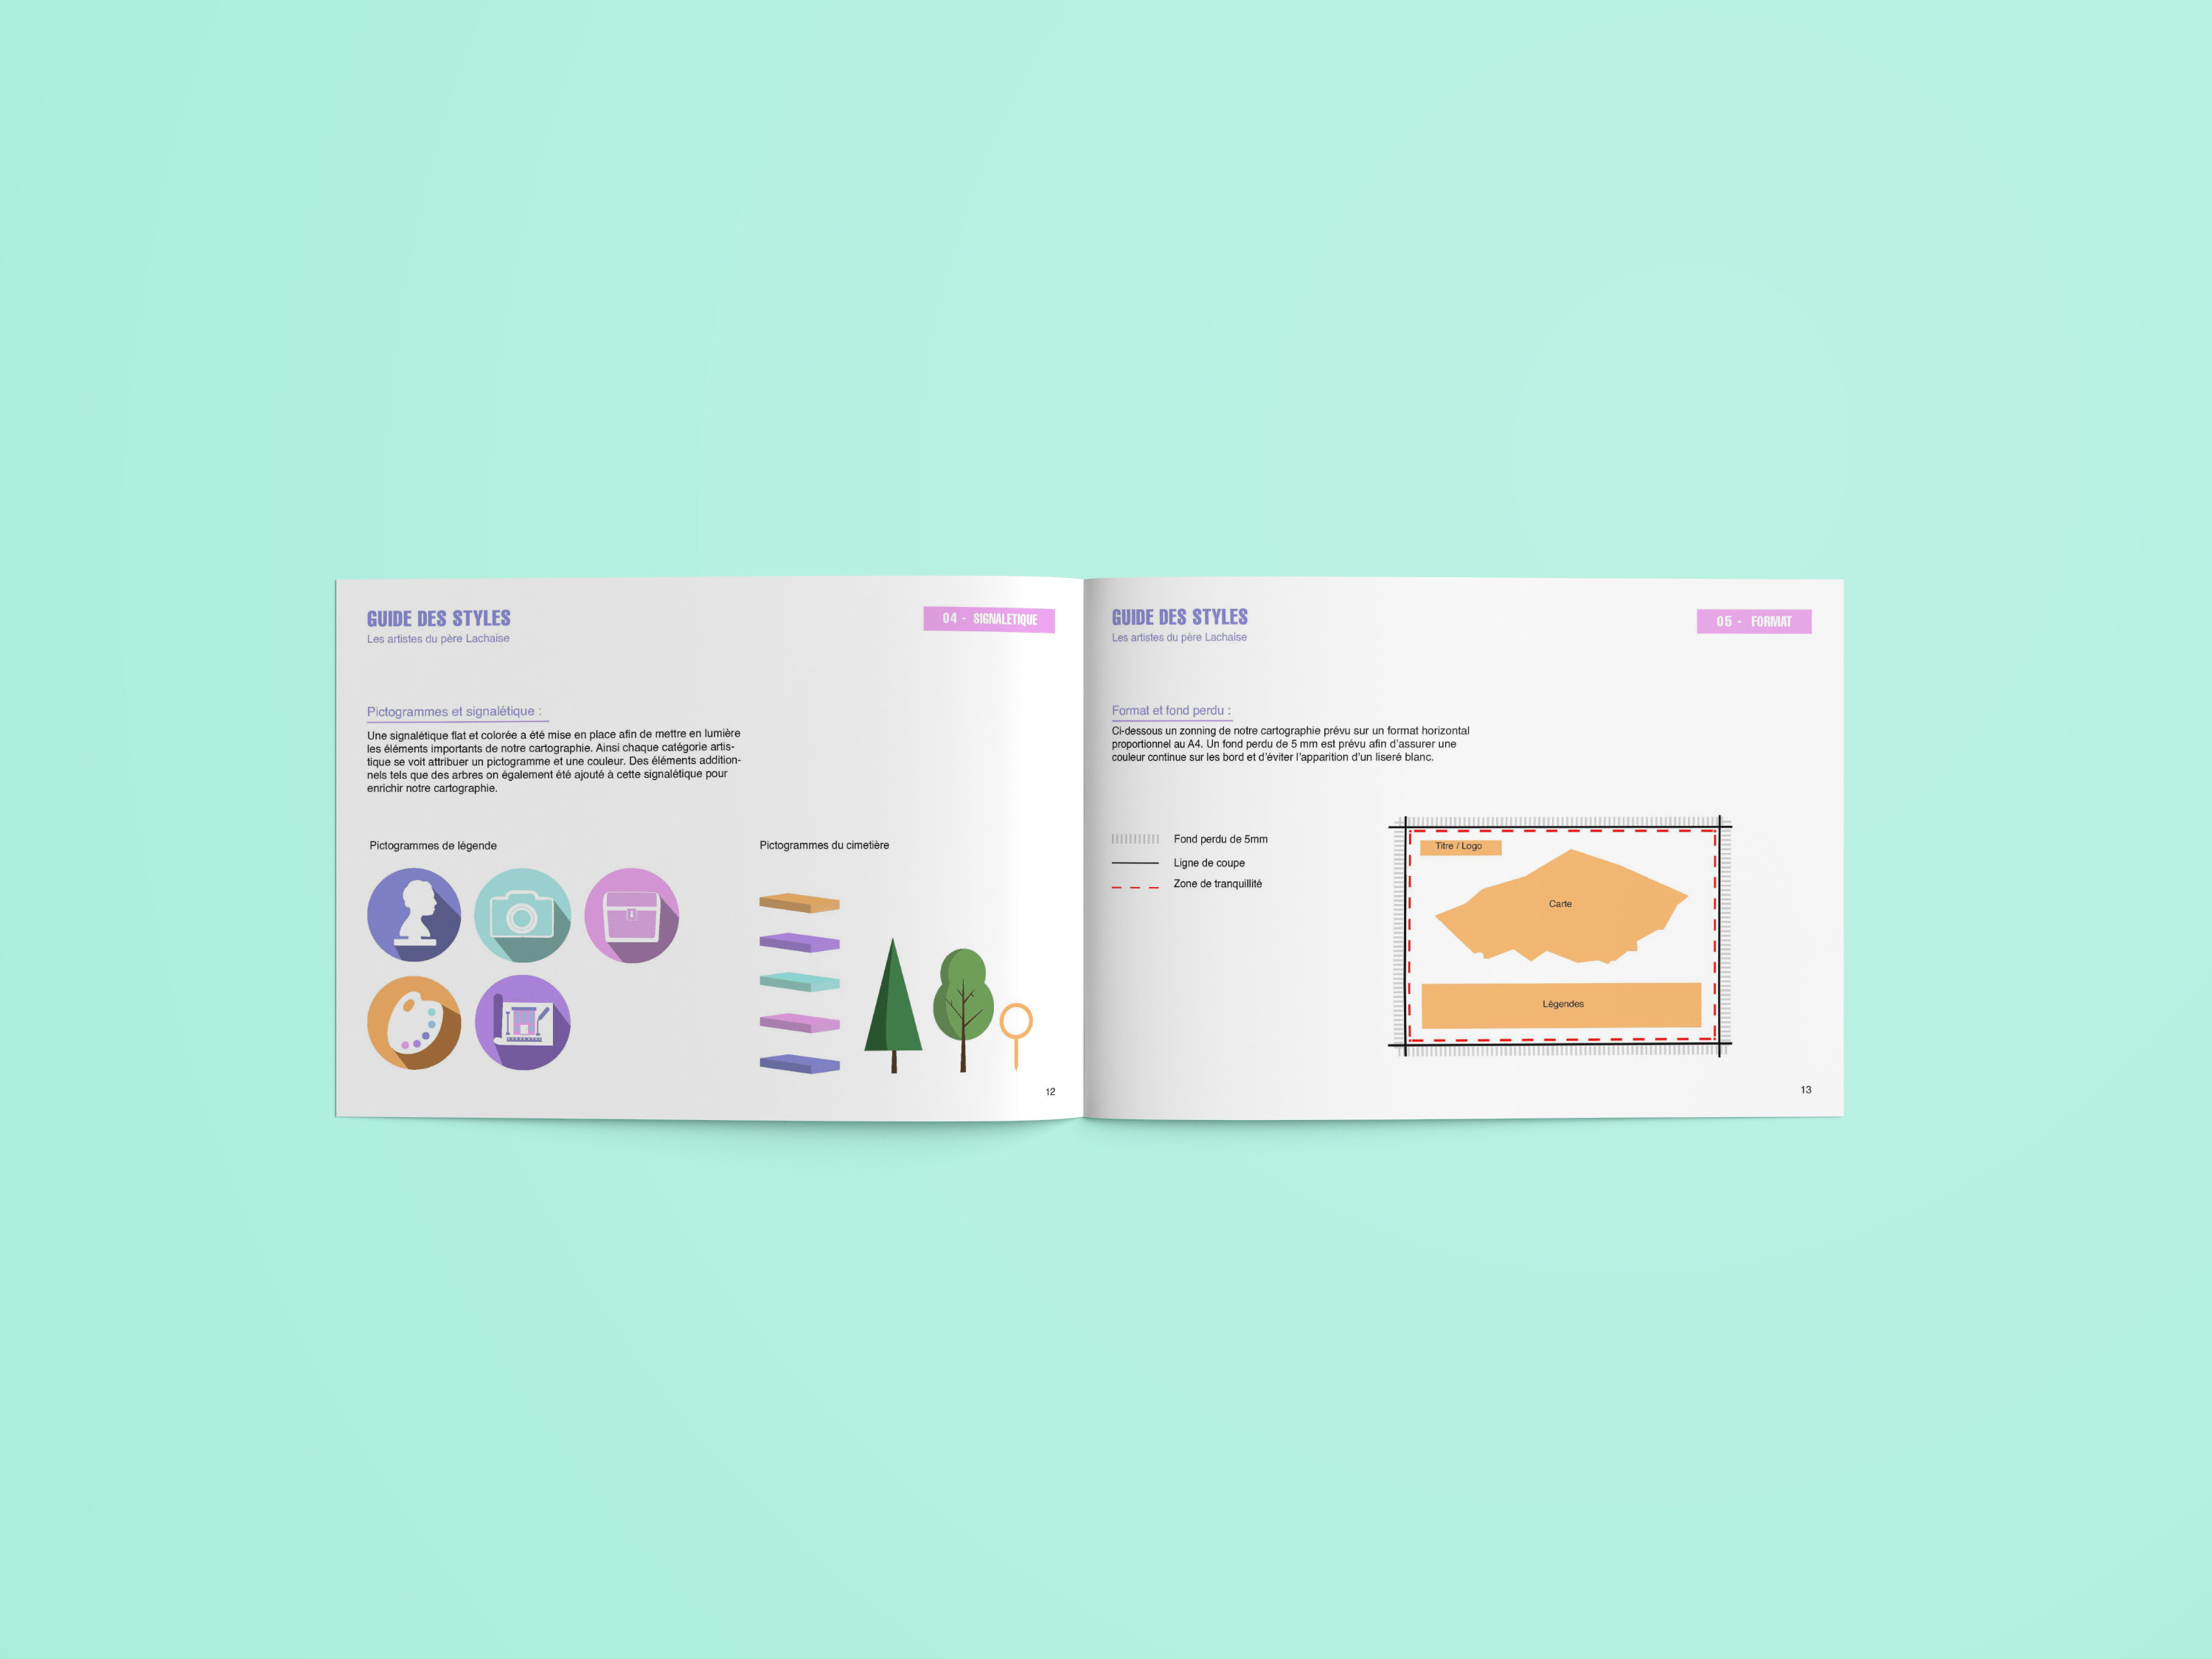 GUIDE DES STYLES
Les artistes du père Lachaise
04 - SIGNALETIQUE
Pictogrammes et signalétique :
Une signalétique flat et colorée a été mise en place afin de mettre en lumière
les éléments importants de notre cartographie. Ainsi chaque catégorie artis-
tique se voit attribuer un pictogramme et une couleur. Des éléments addition-
nels tels que des arbres on également été ajouté à cette signalétique pour
enrichir notre cartographie.
Pictogrammes de légende
Pictogrammes du cimetière
12
GUIDE DES STYLES
Les artistes du père Lachaise
05 - FORMAT
Format et fond perdu :
Ci-dessous un zonning de notre cartographie prévu sur un format horizontal
proportionnel au A4. Un fond perdu de 5 mm est prévu afin d'assurer une
couleur continue sur les bord et d'éviter l'apparition d'un liseré blanc.
Fond perdu de 5mm
Ligne de coupe
Zone de tranquillité
Titre / Logo
Carte
Légendes
13